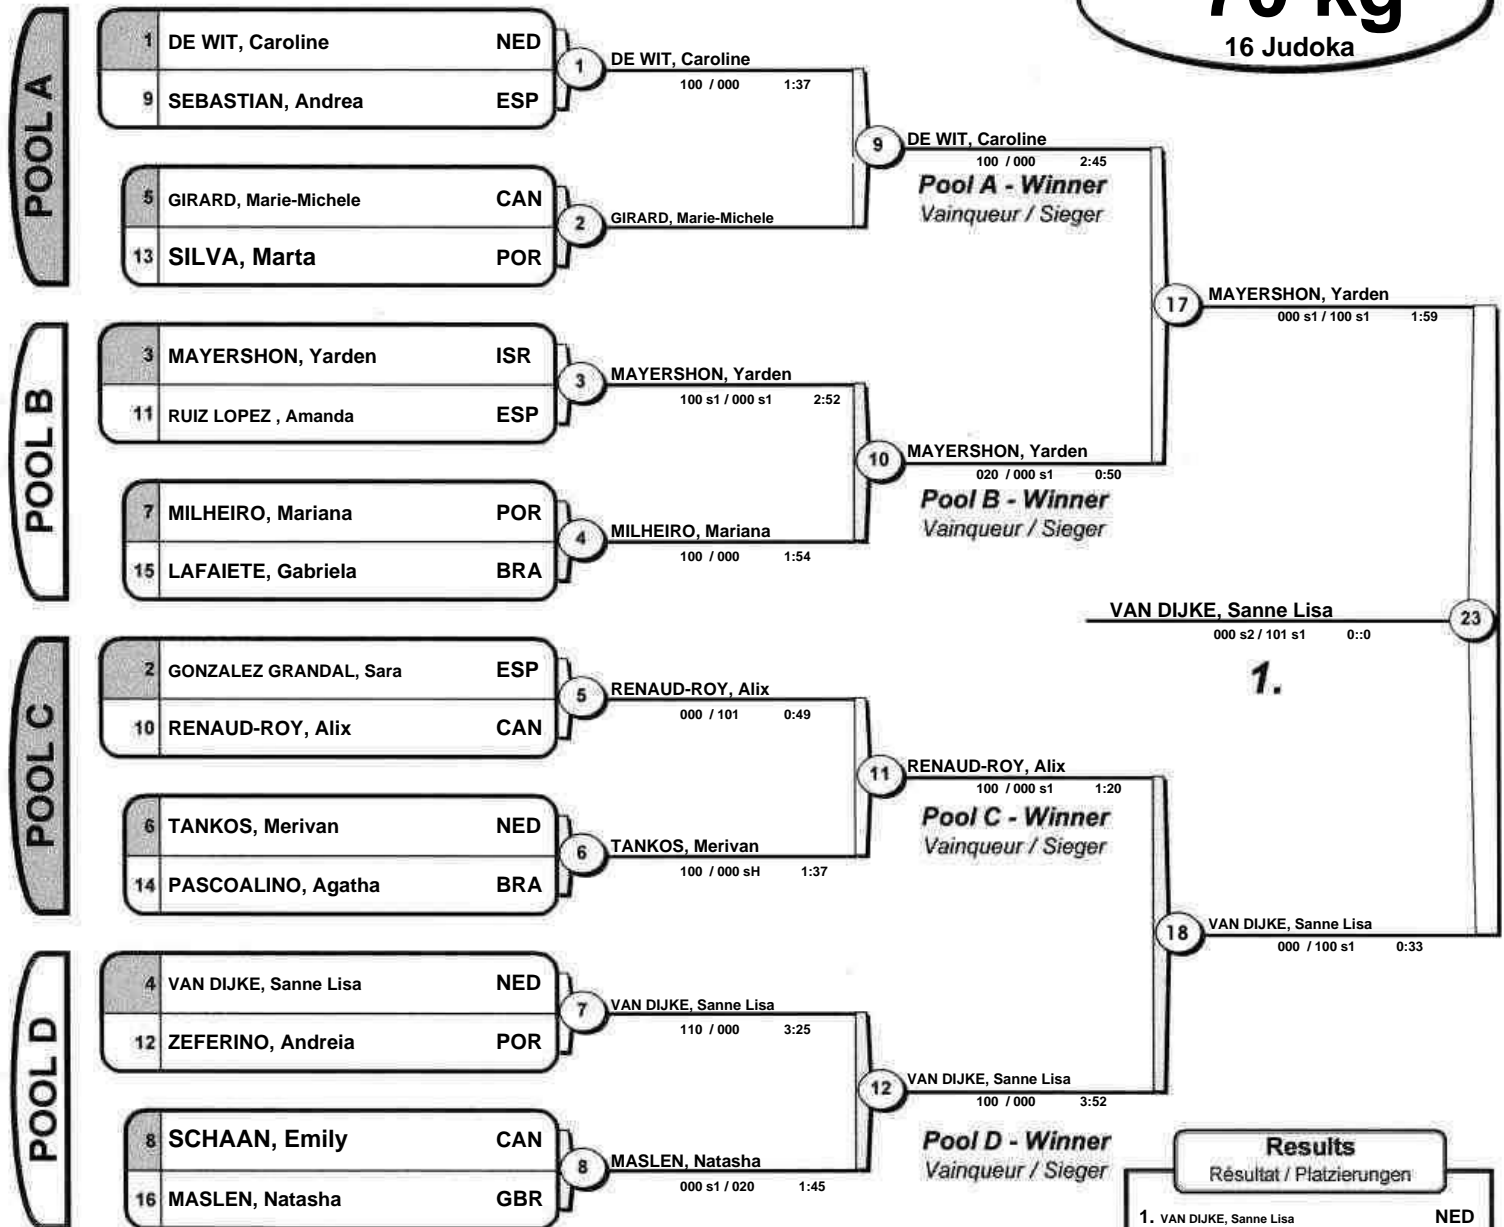 70 kg
16 Judoka
POOL A
1 DE WIT, Caroline NED
9 SEBASTIAN, Andrea ESP
5 GIRARD, Marie-Michele CAN
13 SILVA, Marta POR
1 DE WIT, Caroline
100 / 000 1:37
2 GIRARD, Marie-Michele
9 DE WIT, Caroline
100 / 000 2:45
Pool A - Winner
Vainqueur / Sieger
POOL B
3 MAYERSHON, Yarden ISR
11 RUIZ LOPEZ , Amanda ESP
7 MILHEIRO, Mariana POR
15 LAFAIETE, Gabriela BRA
3 MAYERSHON, Yarden
100 s1 / 000 s1 2:52
4 MILHEIRO, Mariana
100 / 000 1:54
10 MAYERSHON, Yarden
020 / 000 s1 0:50
Pool B - Winner
Vainqueur / Sieger
17 MAYERSHON, Yarden
000 s1 / 100 s1 1:59
VAN DIJKE, Sanne Lisa 23
000 s2 / 101 s1 0::0
1.
POOL C
2 GONZALEZ GRANDAL, Sara ESP
10 RENAUD-ROY, Alix CAN
6 TANKOS, Merivan NED
14 PASCOALINO, Agatha BRA
5 RENAUD-ROY, Alix
000 / 101 0:49
6 TANKOS, Merivan
100 / 000 sH 1:37
11 RENAUD-ROY, Alix
100 / 000 s1 1:20
Pool C - Winner
Vainqueur / Sieger
18 VAN DIJKE, Sanne Lisa
000 / 100 s1 0:33
POOL D
4 VAN DIJKE, Sanne Lisa NED
12 ZEFERINO, Andreia POR
8 SCHAAN, Emily CAN
16 MASLEN, Natasha GBR
7 VAN DIJKE, Sanne Lisa
110 / 000 3:25
8 MASLEN, Natasha
000 s1 / 020 1:45
12 VAN DIJKE, Sanne Lisa
100 / 000 3:52
Pool D - Winner
Vainqueur / Sieger
Results
Résultat / Platzierungen
1. VAN DIJKE, Sanne Lisa NED